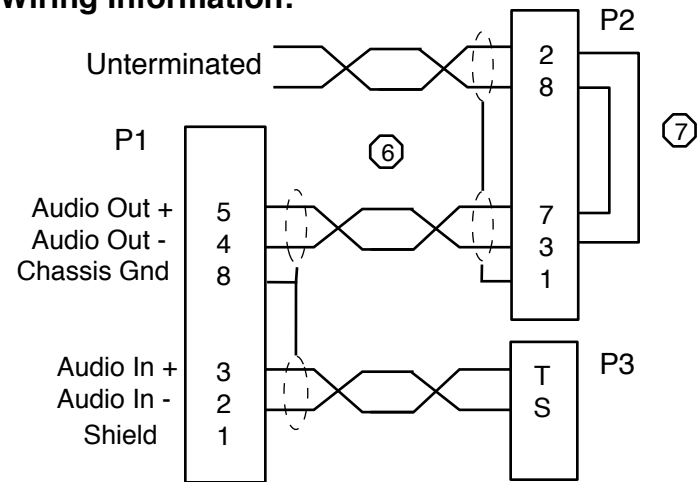 Wiring Information:
P2
Unterminated
2
8
P1
6
7
Audio Out + 5
7
Audio Out - 4
3
Chassis Gnd 8
1
Audio In + 3
T
P3
Audio In - 2
S
Shield 1